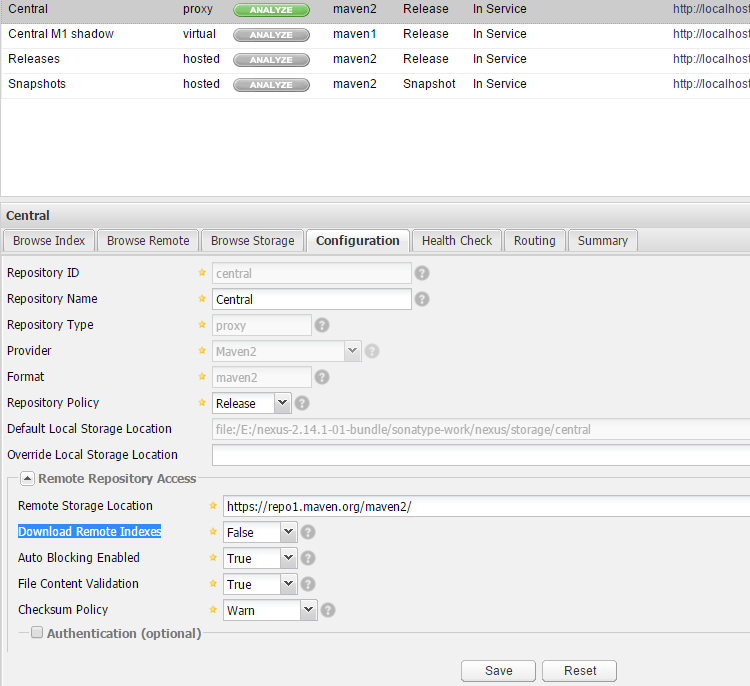 Central proxy ANALYZE maven2 Release In Service http://localhost
Central M1 shadow virtual ANALYZE maven1 Release In Service http://localhost
Releases hosted ANALYZE maven2 Release In Service http://localhost
Snapshots hosted ANALYZE maven2 Snapshot In Service http://localhost
Central
Browse Index Browse Remote Browse Storage Configuration Health Check Routing Summary
Repository ID central ?
Repository Name Central ?
Repository Type proxy ?
Provider Maven2 ?
Format maven2 ?
Repository Policy Release ?
Default Local Storage Location file:/E:/nexus-2.14.1-01-bundle/sonatype-work/nexus/storage/central
Override Local Storage Location
Remote Repository Access
Remote Storage Location https://repo1.maven.org/maven2/
Download Remote Indexes False ?
Auto Blocking Enabled True ?
File Content Validation True ?
Checksum Policy Warn ?
Authentication (optional)
Save Reset